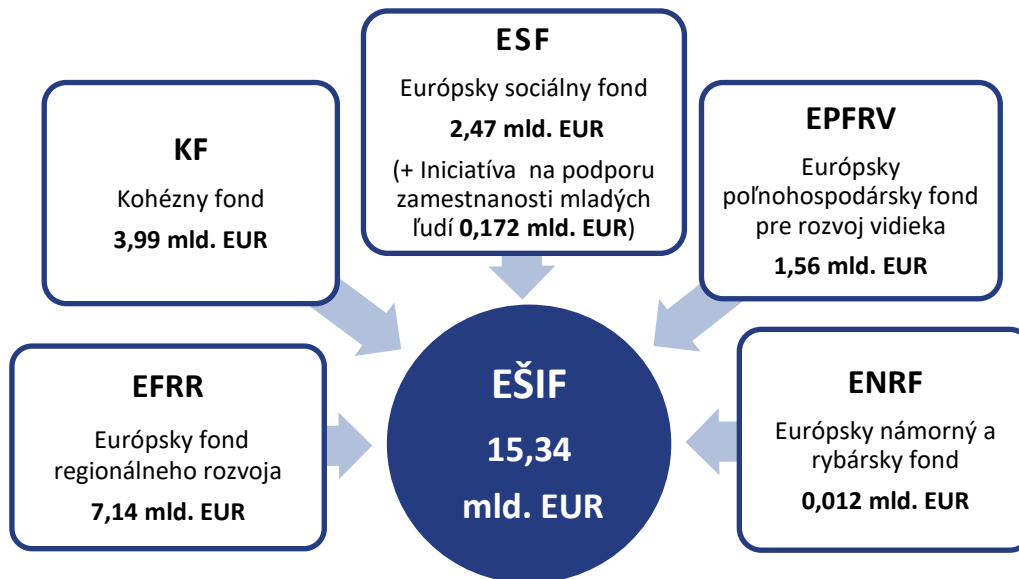 ESF
Európsky sociálny fond
2,47 mld. EUR
(+ Iniciatíva na podporu
zamestnanosti mladých
ľudí 0,172 mld. EUR)
KF
Kohézny fond
3,99 mld. EUR
EPFRV
Európsky
poľnohospodársky fond
pre rozvoj vidieka
1,56 mld. EUR
EFRR
Európsky fond
regionálneho rozvoja
7,14 mld. EUR
EŠIF
15,34
mld. EUR
ENRF
Európsky námorný a
rybársky fond
0,012 mld. EUR